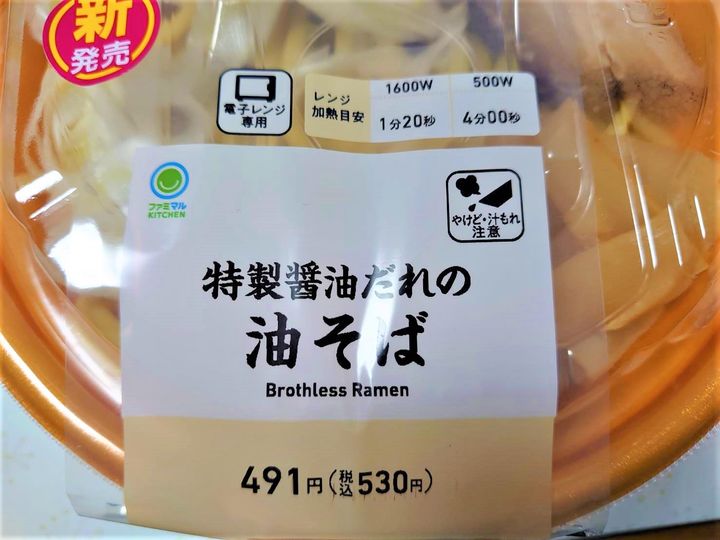 新
発売
電子レンジ
専用
レンジ
加熱目安
1600W
500W
1分20秒
4分00秒
ファミマル
KITCHEN
やけど・汁もれ
注意
特製醤油だれの
油そば
Brothless Ramen
491円(税込530円)